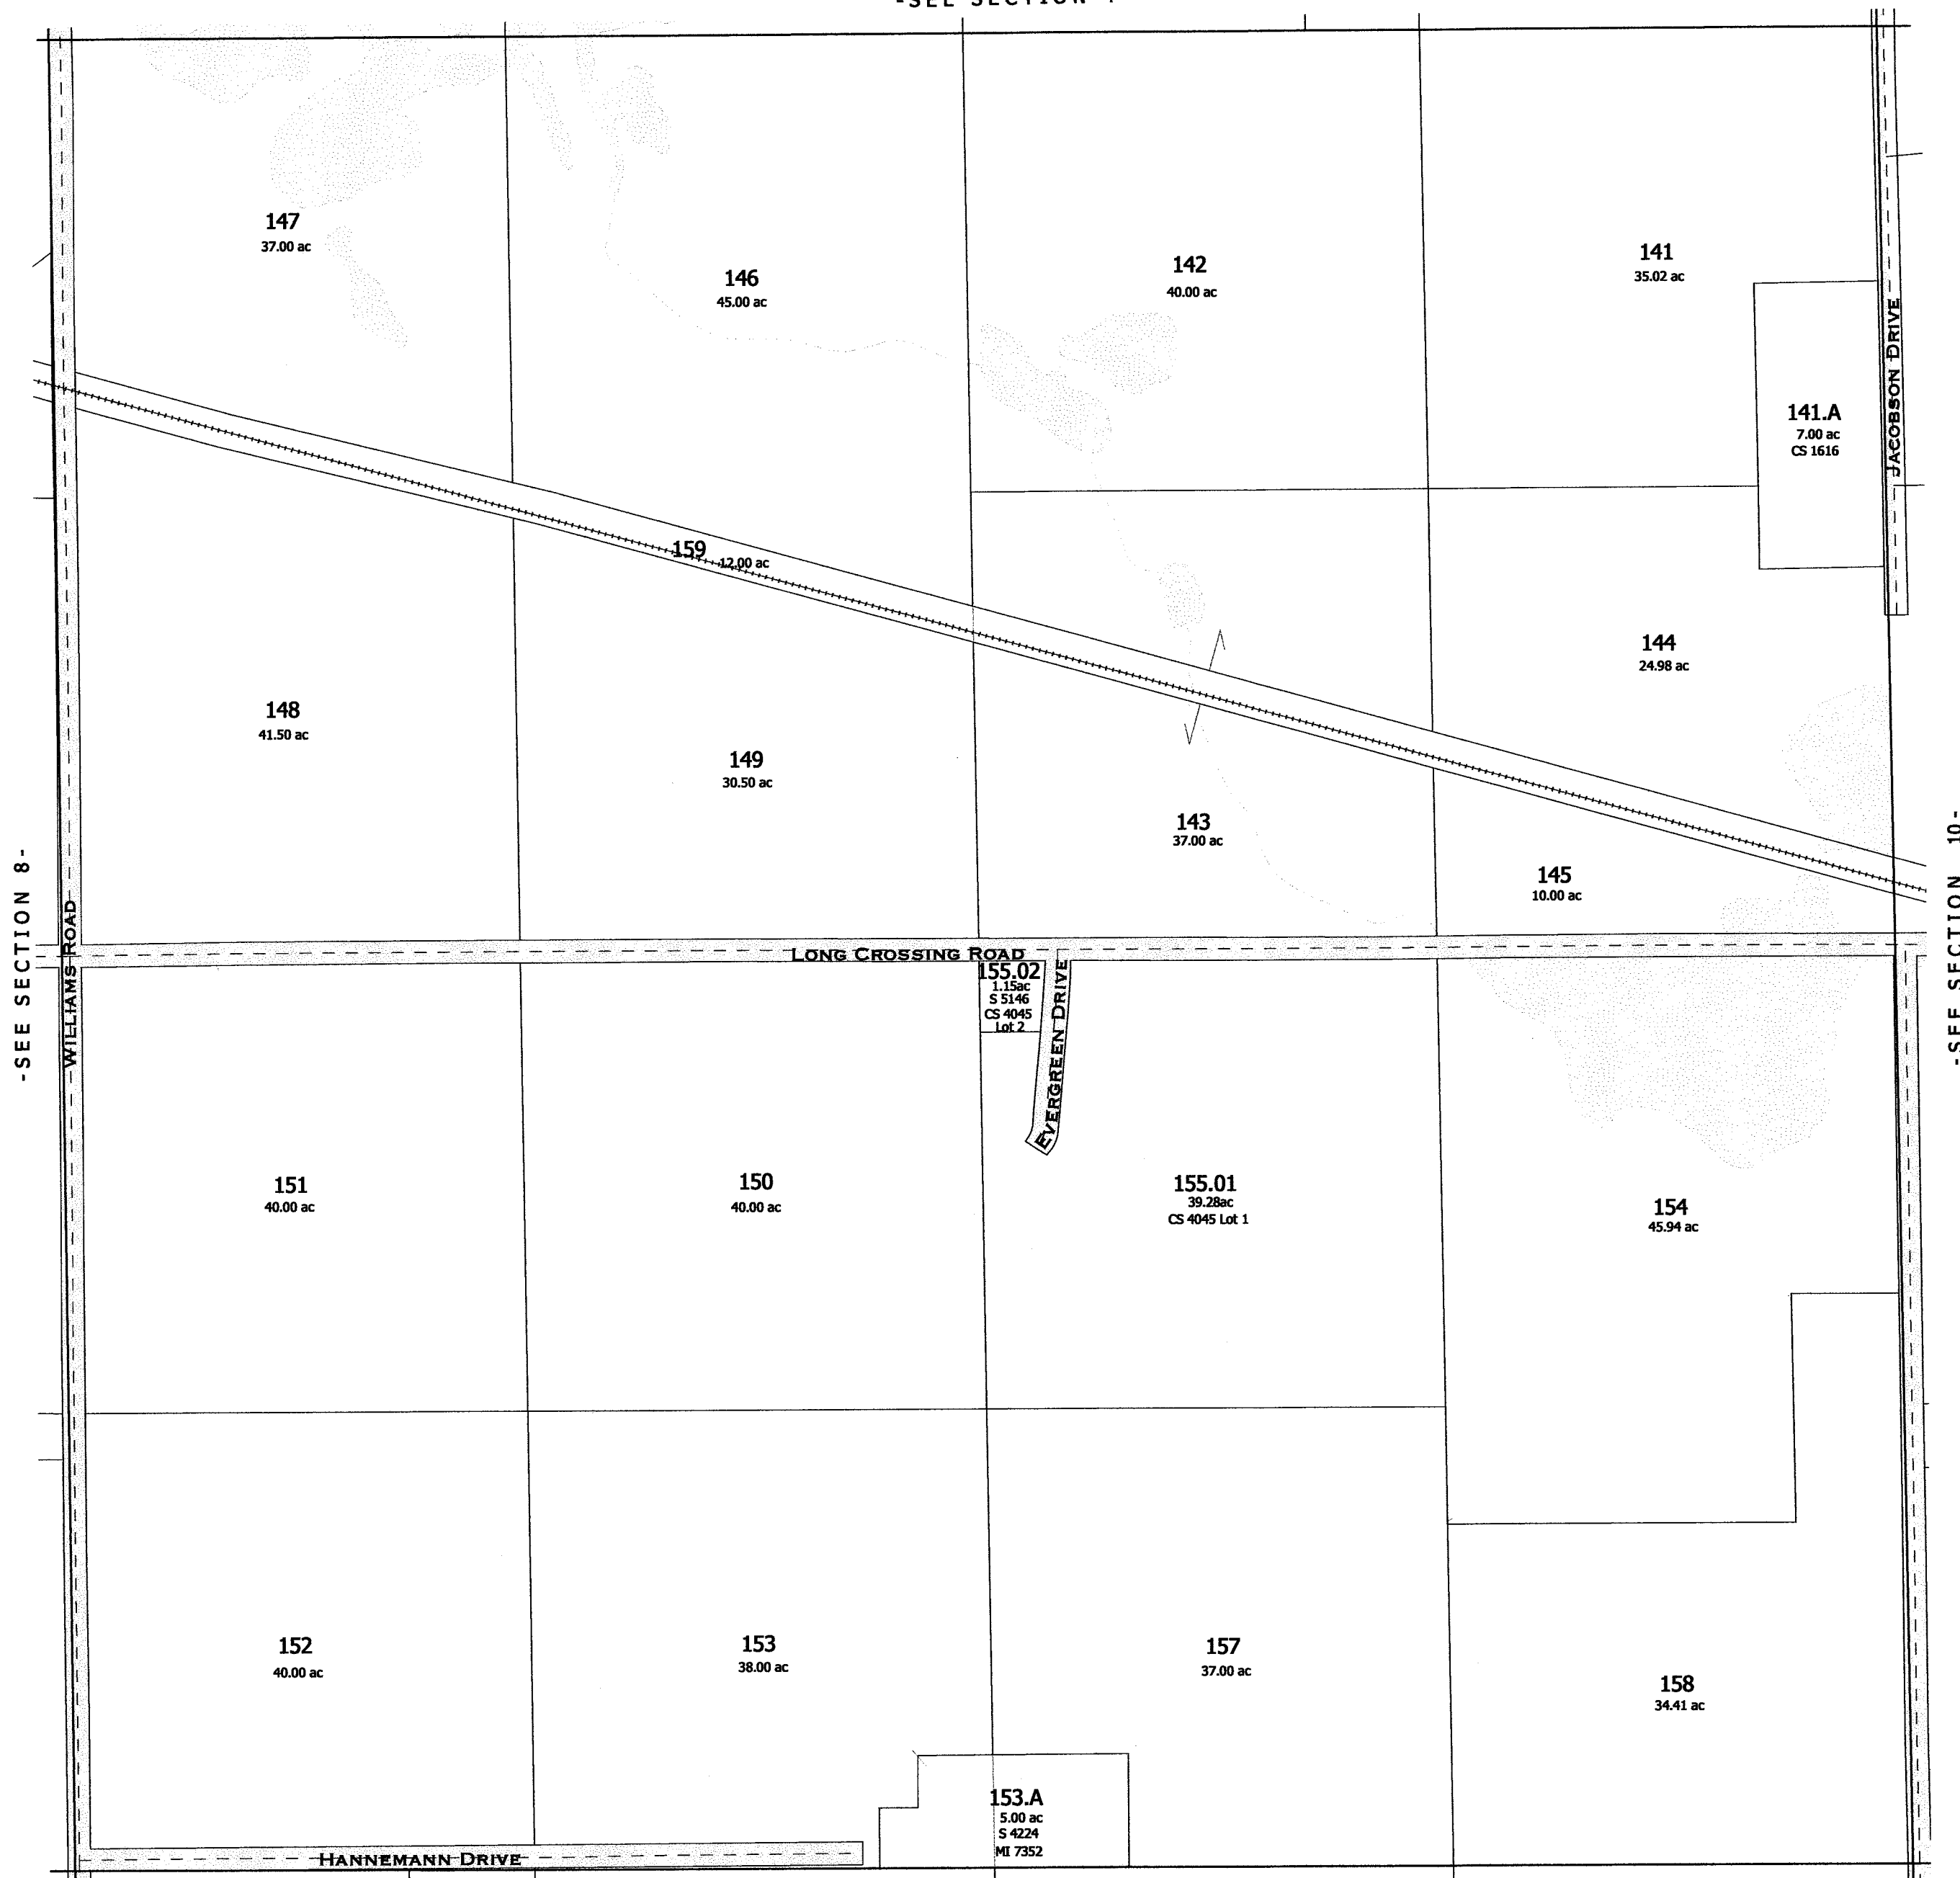 -SEE SECTION
147
37.00 ac
146
45.00 ac
142
40.00 ac
141
35.02 ac
141.A
7.00 ac
CS 1616
JACOBSON DRIVE
159
12.00 ac
144
24.98 ac
148
41.50 ac
149
30.50 ac
143
37.00 ac
145
10.00 ac
-SEE SECTION 8-
-SEE SECTION 10-
WILLIAMS ROAD
LONG CROSSING ROAD
155.02
1.15ac
S 5146
CS 4045
Lot 2
EVERGREEN DRIVE
151
40.00 ac
150
40.00 ac
155.01
39.28ac
CS 4045 Lot 1
154
45.94 ac
152
40.00 ac
153
38.00 ac
157
37.00 ac
158
34.41 ac
153.A
5.00 ac
S 4224
MI 7352
HANNEMANN DRIVE